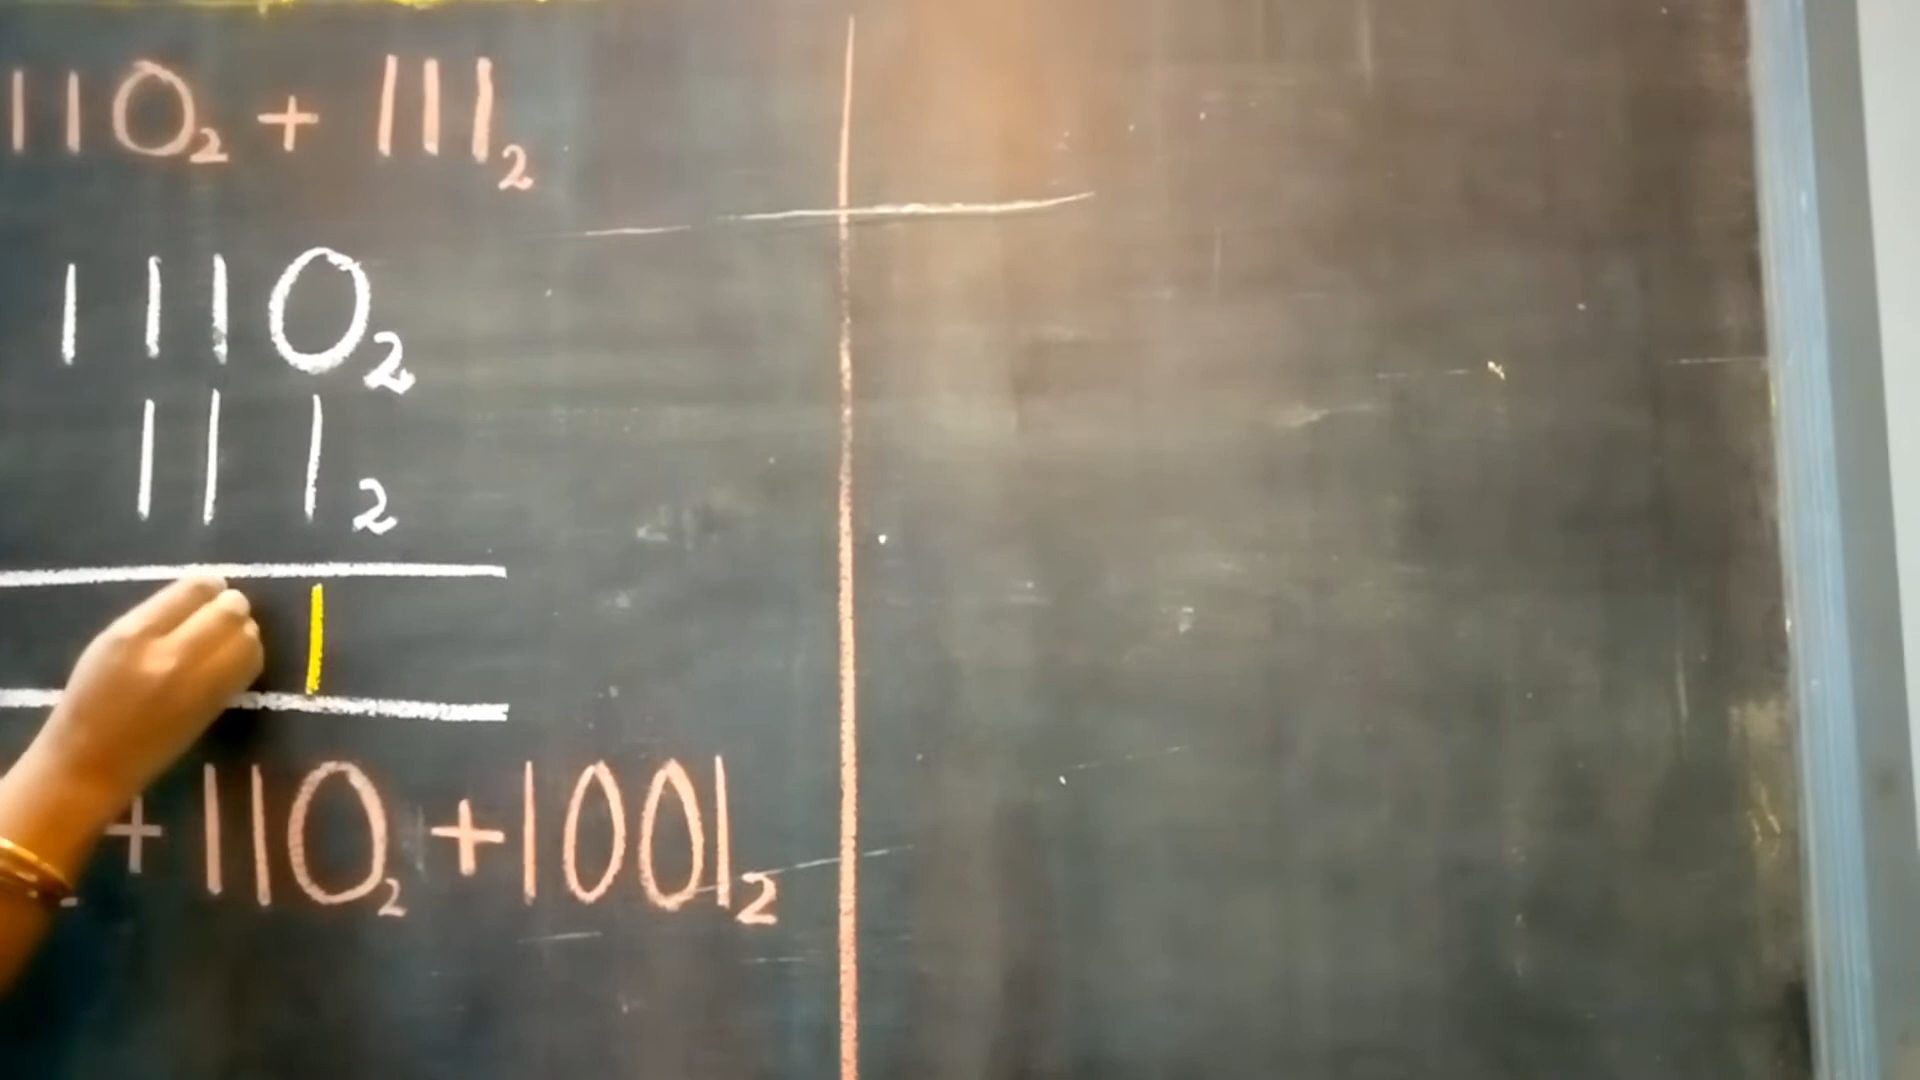 110₂ + 111₂
1110₂
111₂
1
+110₂+1001₂